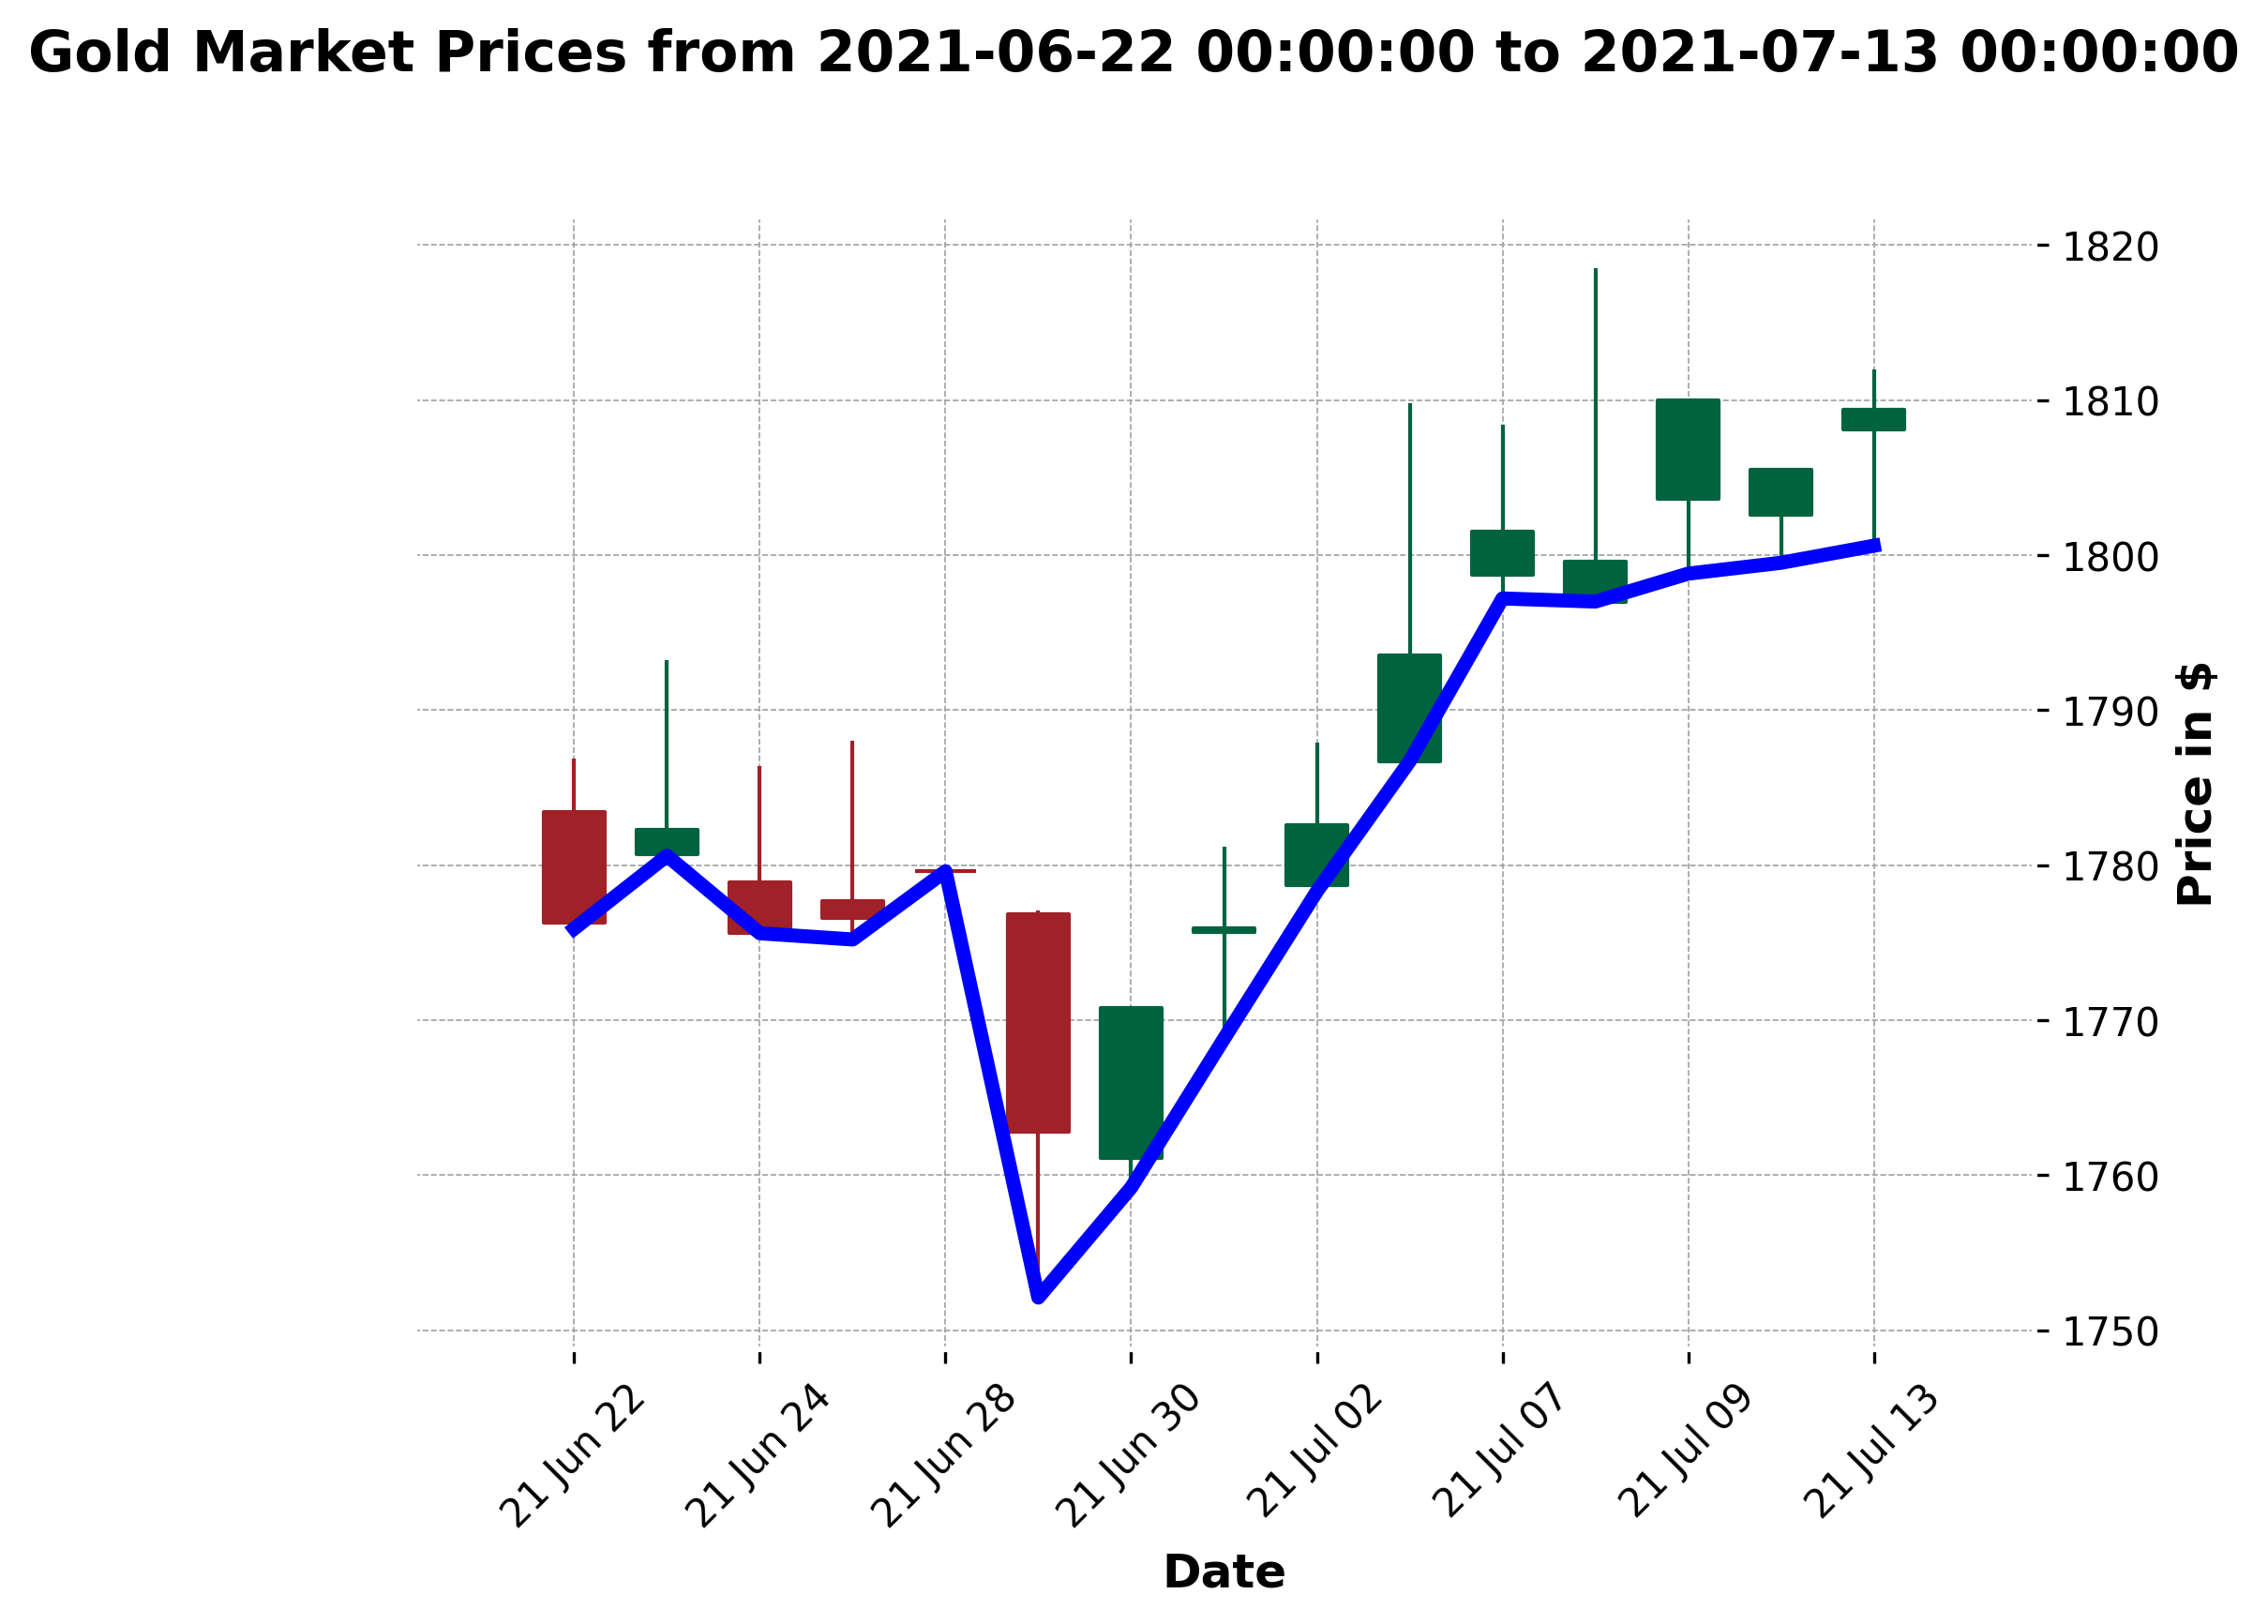 Gold Market Prices from 2021-06-22 00:00:00 to 2021-07-13 00:00:00
1820
1810
1800
1790
1780
1770
1760
1750
Price in $
21 Jun 22
21 Jun 24
21 Jun 28
21 Jun 30
21 Jul 02
21 Jul 07
21 Jul 09
21 Jul 13
Date